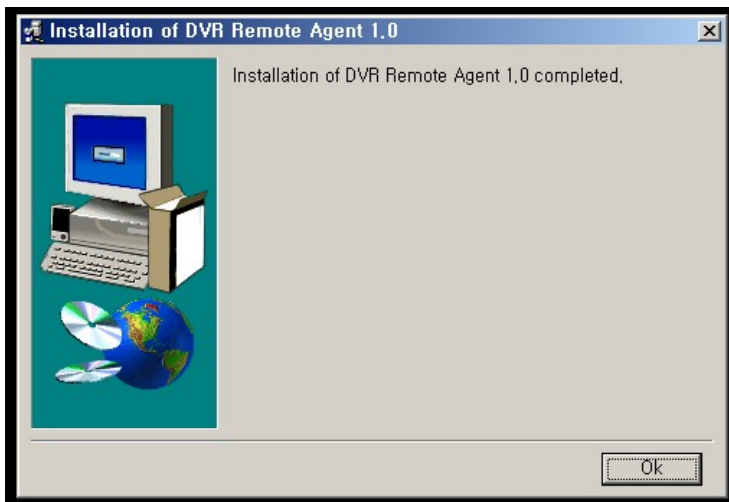 Installation of DVR Remote Agent 1.0
Installation of DVR Remote Agent 1.0 completed.
Ok